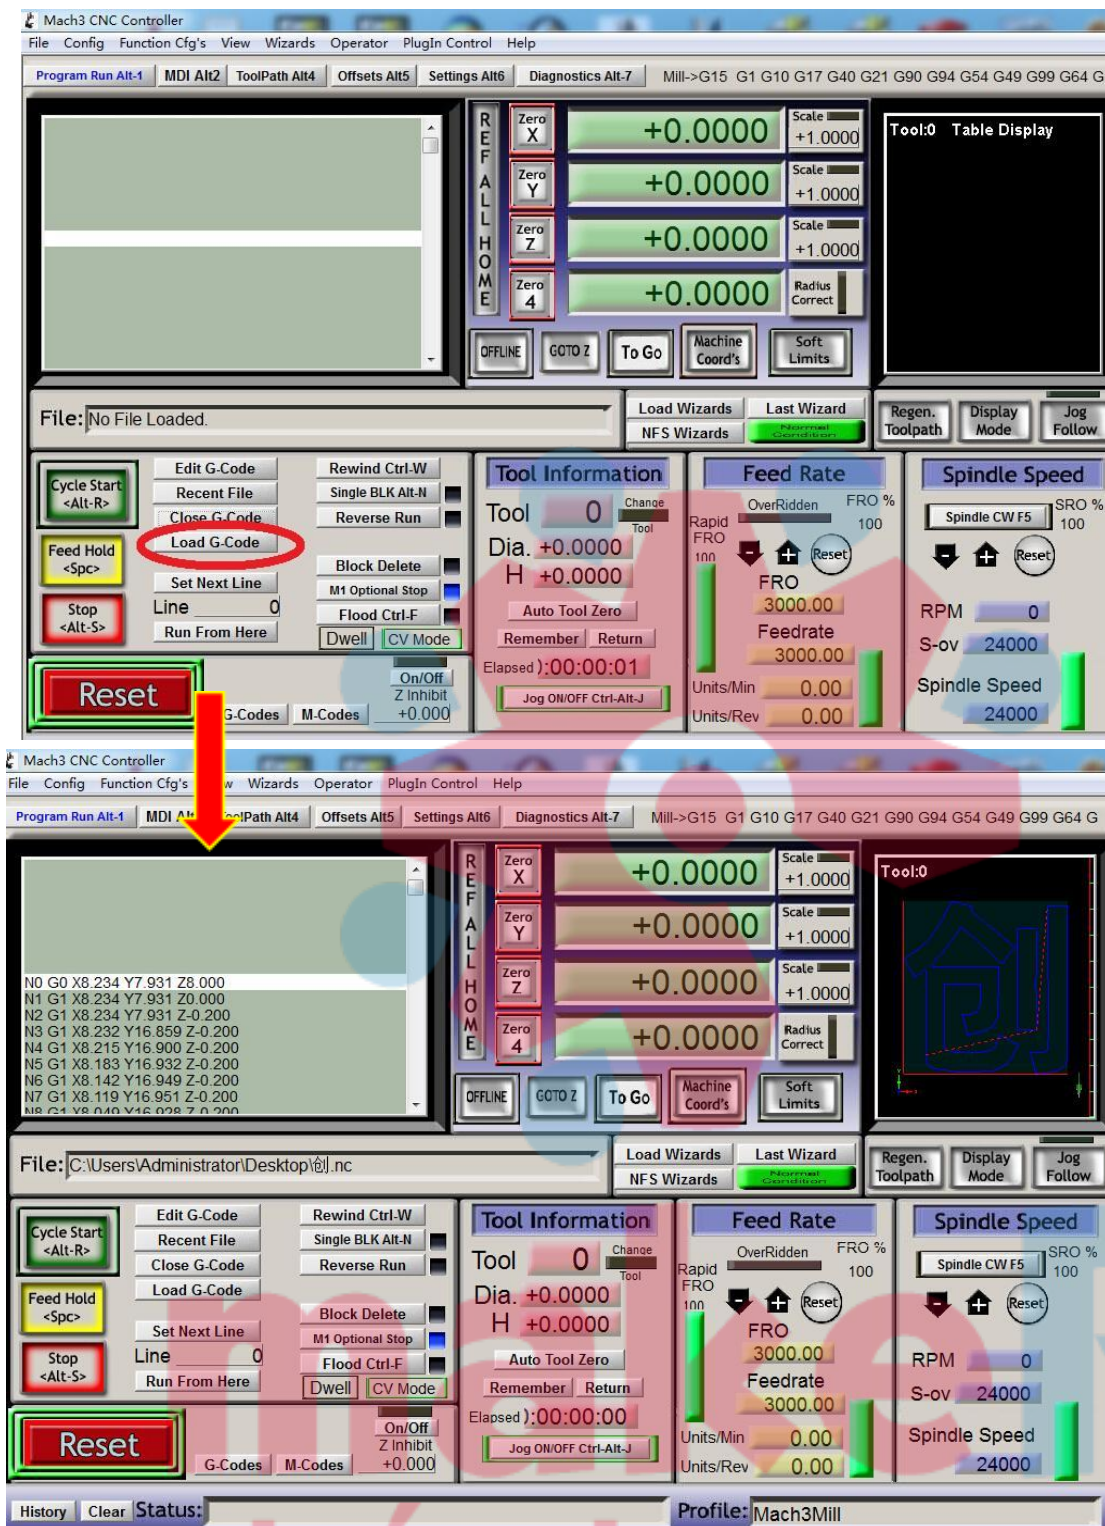 Mach3 CNC Controller
File Config Function Cfg's View Wizards Operator PlugIn Control Help
Program Run Alt-1 MDI Alt2 ToolPath Alt4 Offsets Alt5 Settings Alt6 Diagnostics Alt-7 Mill->G15 G1 G10 G17 G40 G21 G90 G94 G54 G49 G99 G64 G
REF ALL HOME
Zero X +0.0000 Scale +1.0000
Zero Y +0.0000 Scale +1.0000
Zero Z +0.0000 Scale +1.0000
Zero 4 +0.0000 Radius Correct
OFFLINE GOTO Z To Go Machine Coord's Soft Limits
Tool:0 Table Display
File: No File Loaded.
Load Wizards Last Wizard
NFS Wizards Normal Condition
Regen. Toolpath Display Mode Jog Follow
Cycle Start <Alt-R>
Feed Hold <Spc>
Stop <Alt-S>
Edit G-Code
Recent File
Close G-Code
Load G-Code
Set Next Line
Line 0
Run From Here
Rewind Ctrl-W
Single BLK Alt-N
Reverse Run
Block Delete
M1 Optional Stop
Flood Ctrl-F
Dwell CV Mode
Reset
G-Codes M-Codes
On/Off
Z Inhibit
+0.000
Tool Information
Tool 0 Change Tool
Dia. +0.0000
H +0.0000
Auto Tool Zero
Remember Return
Elapsed ):00:00:01
Jog ON/OFF Ctrl-Alt-J
Feed Rate
OverRidden FRO %
100
Rapid FRO
100
Reset
FRO
3000.00
Feedrate
3000.00
Units/Min 0.00
Units/Rev 0.00
Spindle Speed
Spindle CW F5 SRO %
100
Reset
RPM 0
S-ov 24000
Spindle Speed
24000
Mach3 CNC Controller
File Config Function Cfg's Wizards Operator PlugIn Control Help
Program Run Alt-1 MDI Alt4 Offsets Alt5 Settings Alt6 Diagnostics Alt-7 Mill->G15 G1 G10 G17 G40 G21 G90 G94 G54 G49 G99 G64 G
N0 G0 X8.234 Y7.931 Z8.000
N1 G1 X8.234 Y7.931 Z0.000
N2 G1 X8.234 Y7.931 Z-0.200
N3 G1 X8.232 Y16.859 Z-0.200
N4 G1 X8.215 Y16.900 Z-0.200
N5 G1 X8.183 Y16.932 Z-0.200
N6 G1 X8.142 Y16.949 Z-0.200
N7 G1 X8.119 Y16.951 Z-0.200
N8 G1 X8.049 Y16.928 Z-0.200
REF ALL HOME
Zero X +0.0000 Scale +1.0000
Zero Y +0.0000 Scale +1.0000
Zero Z +0.0000 Scale +1.0000
Zero 4 +0.0000 Radius Correct
OFFLINE GOTO Z To Go Machine Coord's Soft Limits
Tool:0
创
File: C:\Users\Administrator\Desktop\创.nc
Load Wizards Last Wizard
NFS Wizards Normal Condition
Regen. Toolpath Display Mode Jog Follow
Cycle Start <Alt-R>
Feed Hold <Spc>
Stop <Alt-S>
Edit G-Code
Recent File
Close G-Code
Load G-Code
Set Next Line
Line 0
Run From Here
Rewind Ctrl-W
Single BLK Alt-N
Reverse Run
Block Delete
M1 Optional Stop
Flood Ctrl-F
Dwell CV Mode
Reset
G-Codes M-Codes
On/Off
Z Inhibit
+0.000
Tool Information
Tool 0 Change Tool
Dia. +0.0000
H +0.0000
Auto Tool Zero
Remember Return
Elapsed ):00:00:00
Jog ON/OFF Ctrl-Alt-J
Feed Rate
OverRidden FRO %
100
Rapid FRO
100
Reset
FRO
3000.00
Feedrate
3000.00
Units/Min 0.00
Units/Rev 0.00
Spindle Speed
Spindle CW F5 SRO %
100
Reset
RPM 0
S-ov 24000
Spindle Speed
24000
History Clear Status:
Profile: Mach3Mill